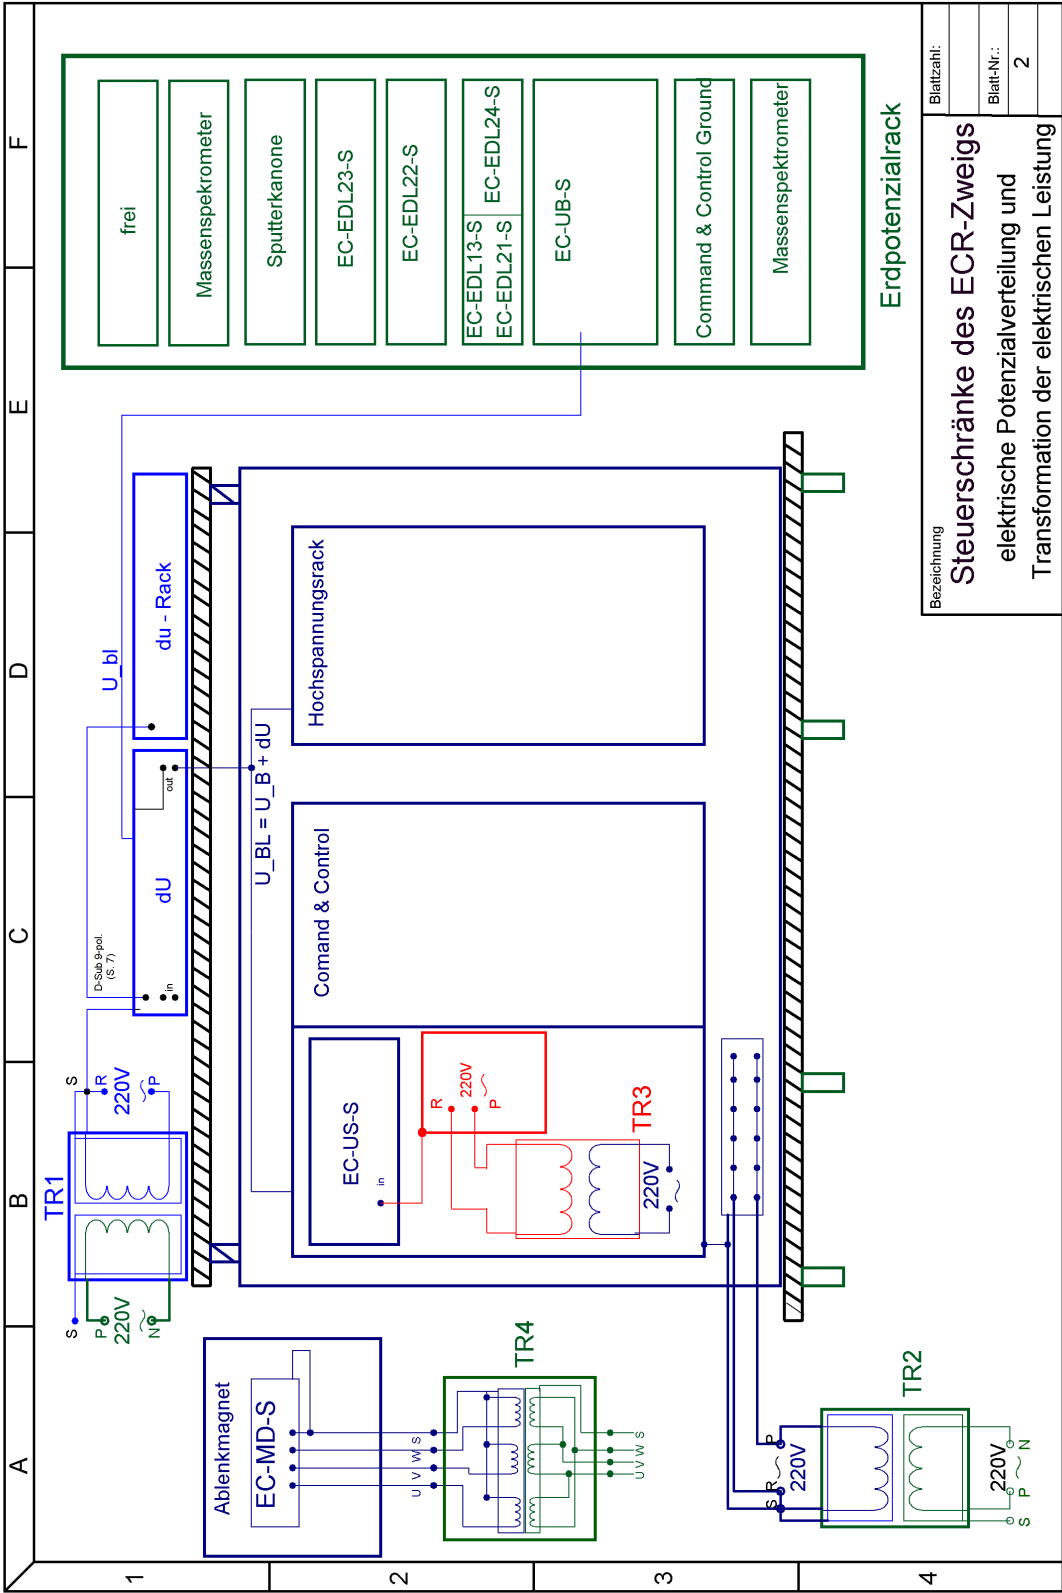 A
B
C
D
E
F
1
2
3
4
TR1
S
P
220V
N
S
R
220V
P
D-Sub 9-pol.
(S. 7)
in
dU
out
U_bl
du - Rack
U_BL = U_B + dU
Ablenkmagnet
EC-MD-S
U V W S
TR4
U V W S
EC-US-S
in
R
220V
P
TR3
220V
Comand & Control
Hochspannungsrack
S R P
220V
TR2
220V
S P N
frei
Massenspekrometer
Sputterkanone
EC-EDL23-S
EC-EDL22-S
EC-EDL13-S
EC-EDL21-S
EC-EDL24-S
EC-UB-S
Command & Control Ground
Massenspektrometer
Erdpotenzialrack
Bezeichnung
Steuerschränke des ECR-Zweigs
elektrische Potenzialverteilung und
Transformation der elektrischen Leistung
Blattzahl:
Blatt-Nr.:
2